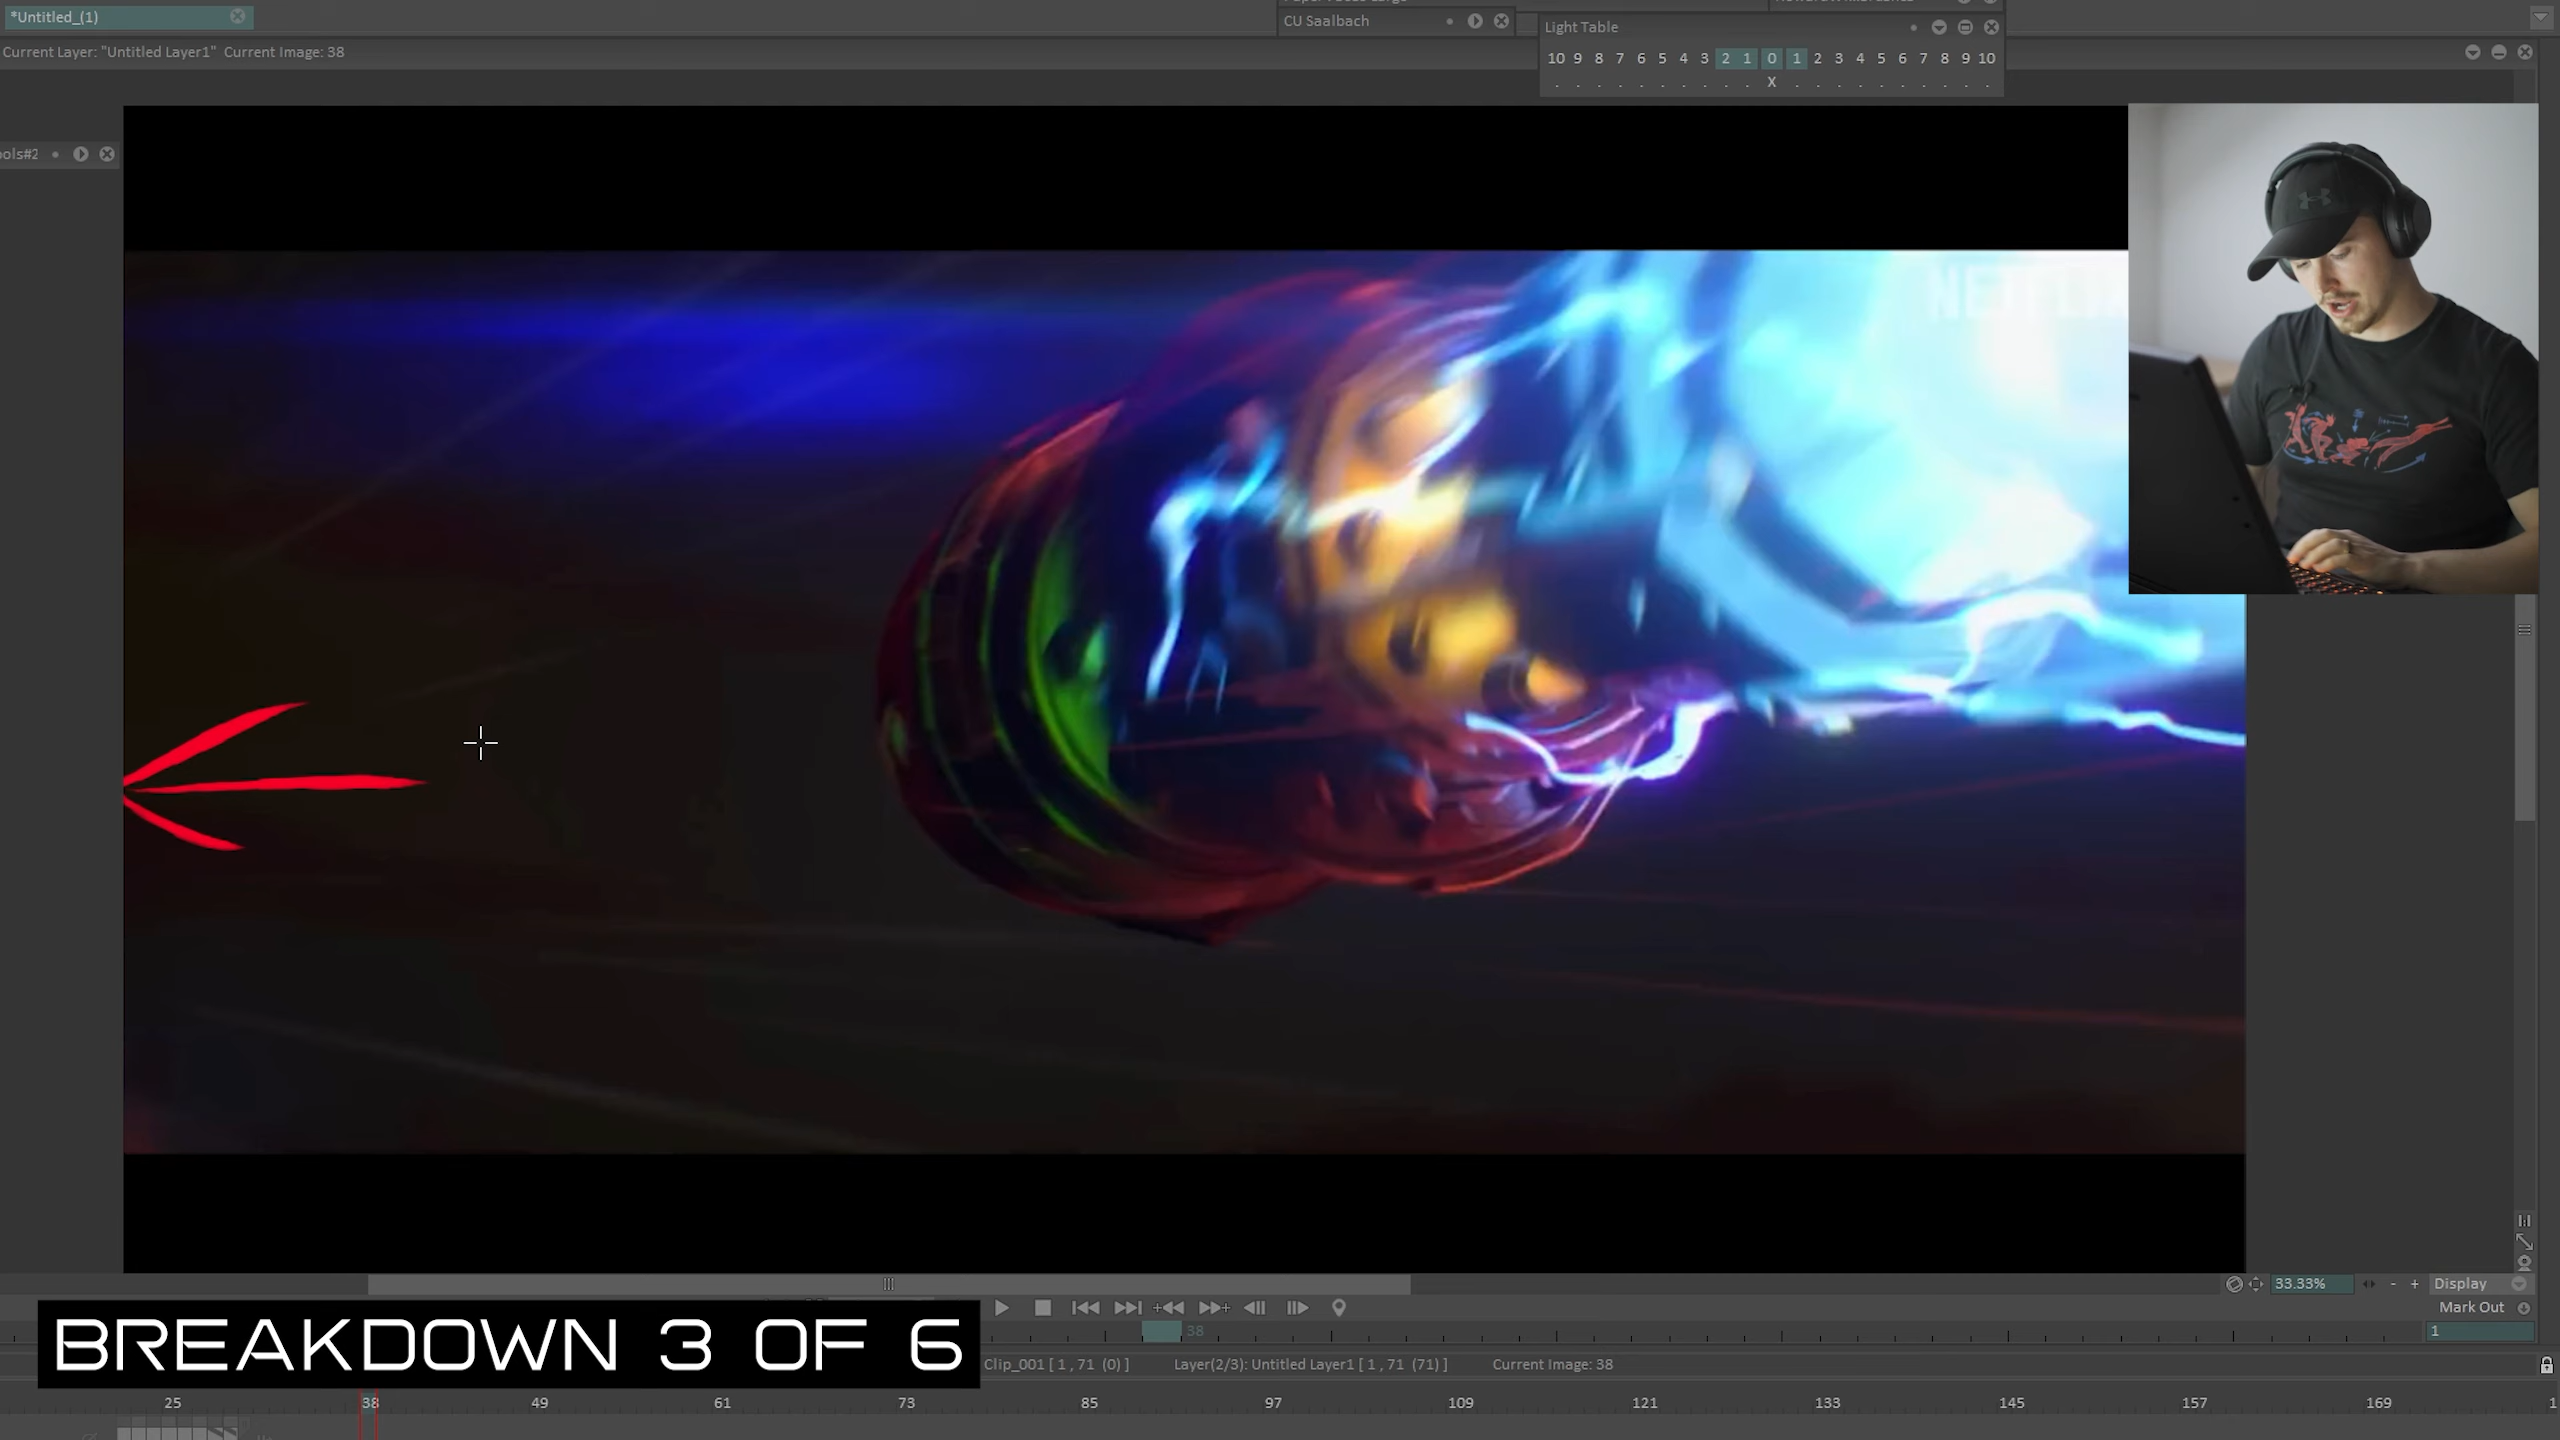 *Untitled_(1)
CU Saalbach
Light Table
Current Layer: "Untitled Layer1" Current Image: 38
10 9 8 7 6 5 4 3 2 1 0 1 2 3 4 5 6 7 8 9 10
X
ools#2
33.33%
- + Display
Mark Out
38
1
BREAKDOWN 3 OF 6
Clip_001 [ 1 , 71 (0) ] Layer(2/3): Untitled Layer1 [ 1 , 71 (71) ] Current Image: 38
25 38 49 61 73 85 97 109 121 133 145 157 169 1